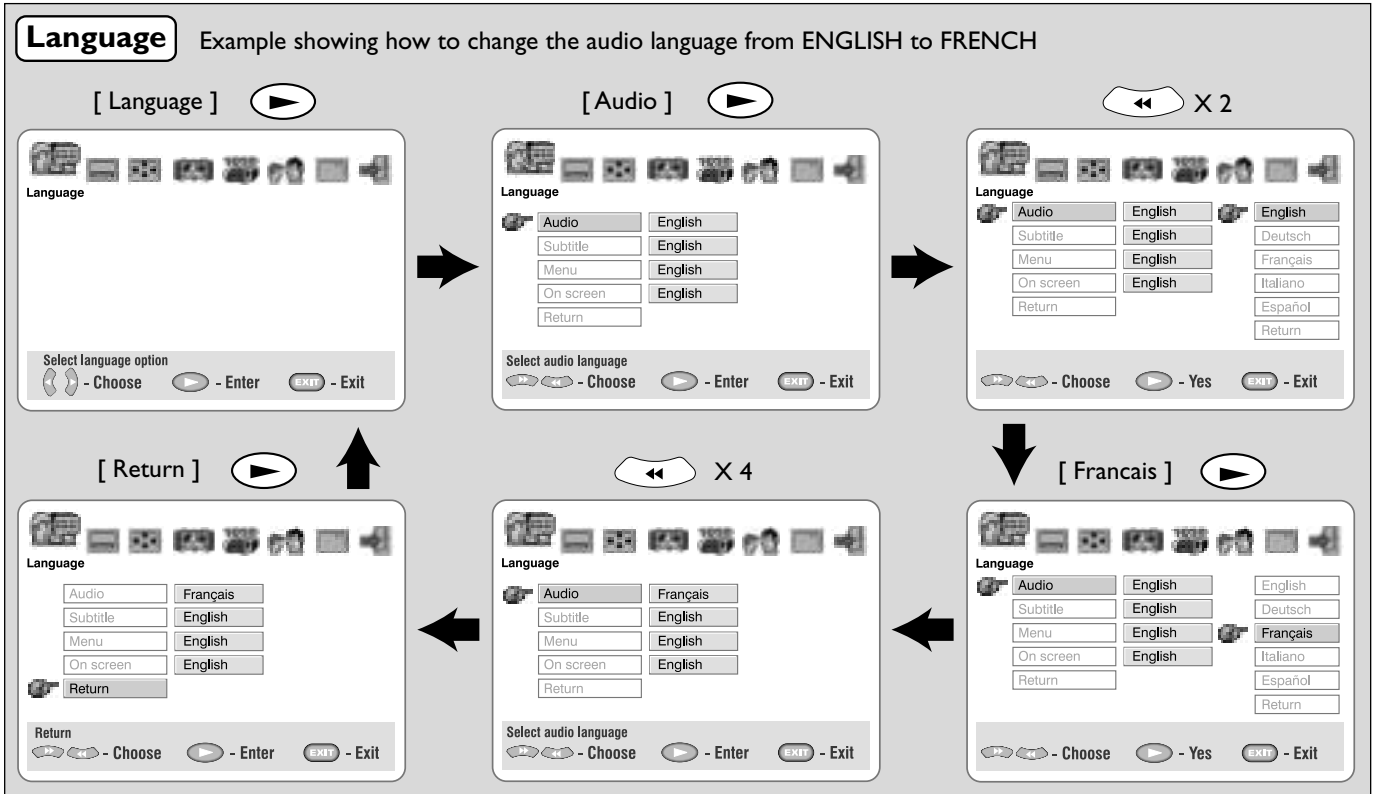 Language Example showing how to change the audio language from ENGLISH to FRENCH
[ Language ]
Language
Select language option
- Choose - Enter EXIT - Exit
[ Audio ]
Language
Audio English
Subtitle English
Menu English
On screen English
Return
Select audio language
- Choose - Enter EXIT - Exit
X 2
Language
Audio English English
Subtitle English Deutsch
Menu English Français
On screen English Italiano
Return Español
Return
- Choose - Yes EXIT - Exit
[ Return ]
Language
Audio Français
Subtitle English
Menu English
On screen English
Return
Return
- Choose - Enter EXIT - Exit
X 4
Language
Audio Français
Subtitle English
Menu English
On screen English
Return
Select audio language
- Choose - Enter EXIT - Exit
[ Francais ]
Language
Audio English English
Subtitle English Deutsch
Menu English Français
On screen English Italiano
Return Español
Return
- Choose - Yes EXIT - Exit